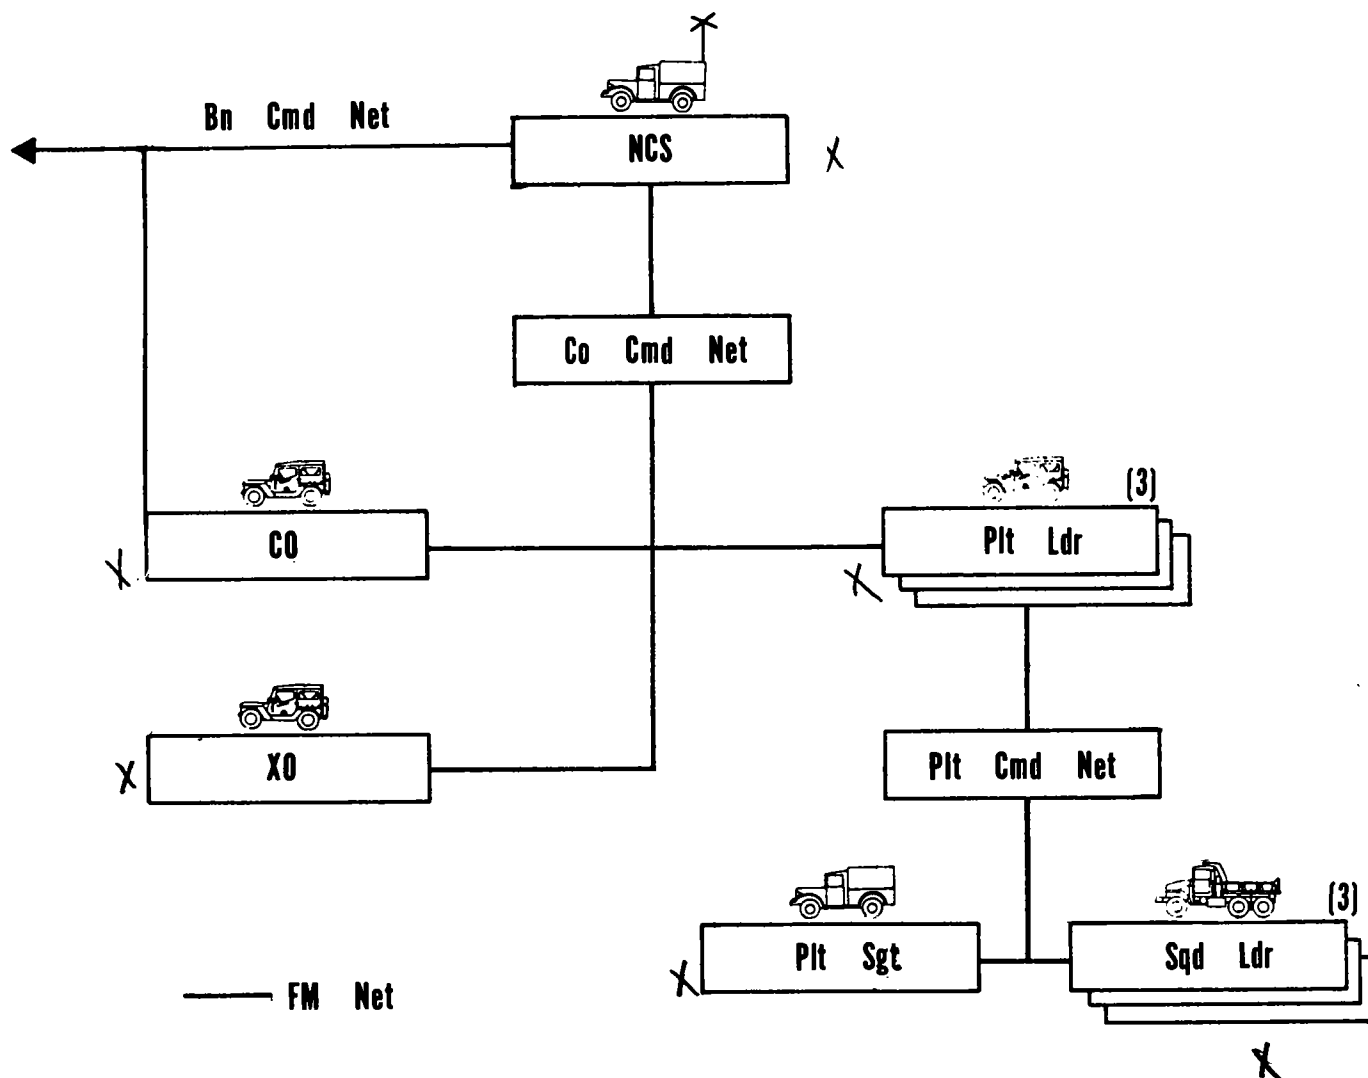 Bn Cmd Net
NCS
X
Co Cmd Net
(3)
CO
Plt Ldr
X
X
XO
X
Plt Cmd Net
(3)
Plt Sgt
Sqd Ldr
X
FM Net
X